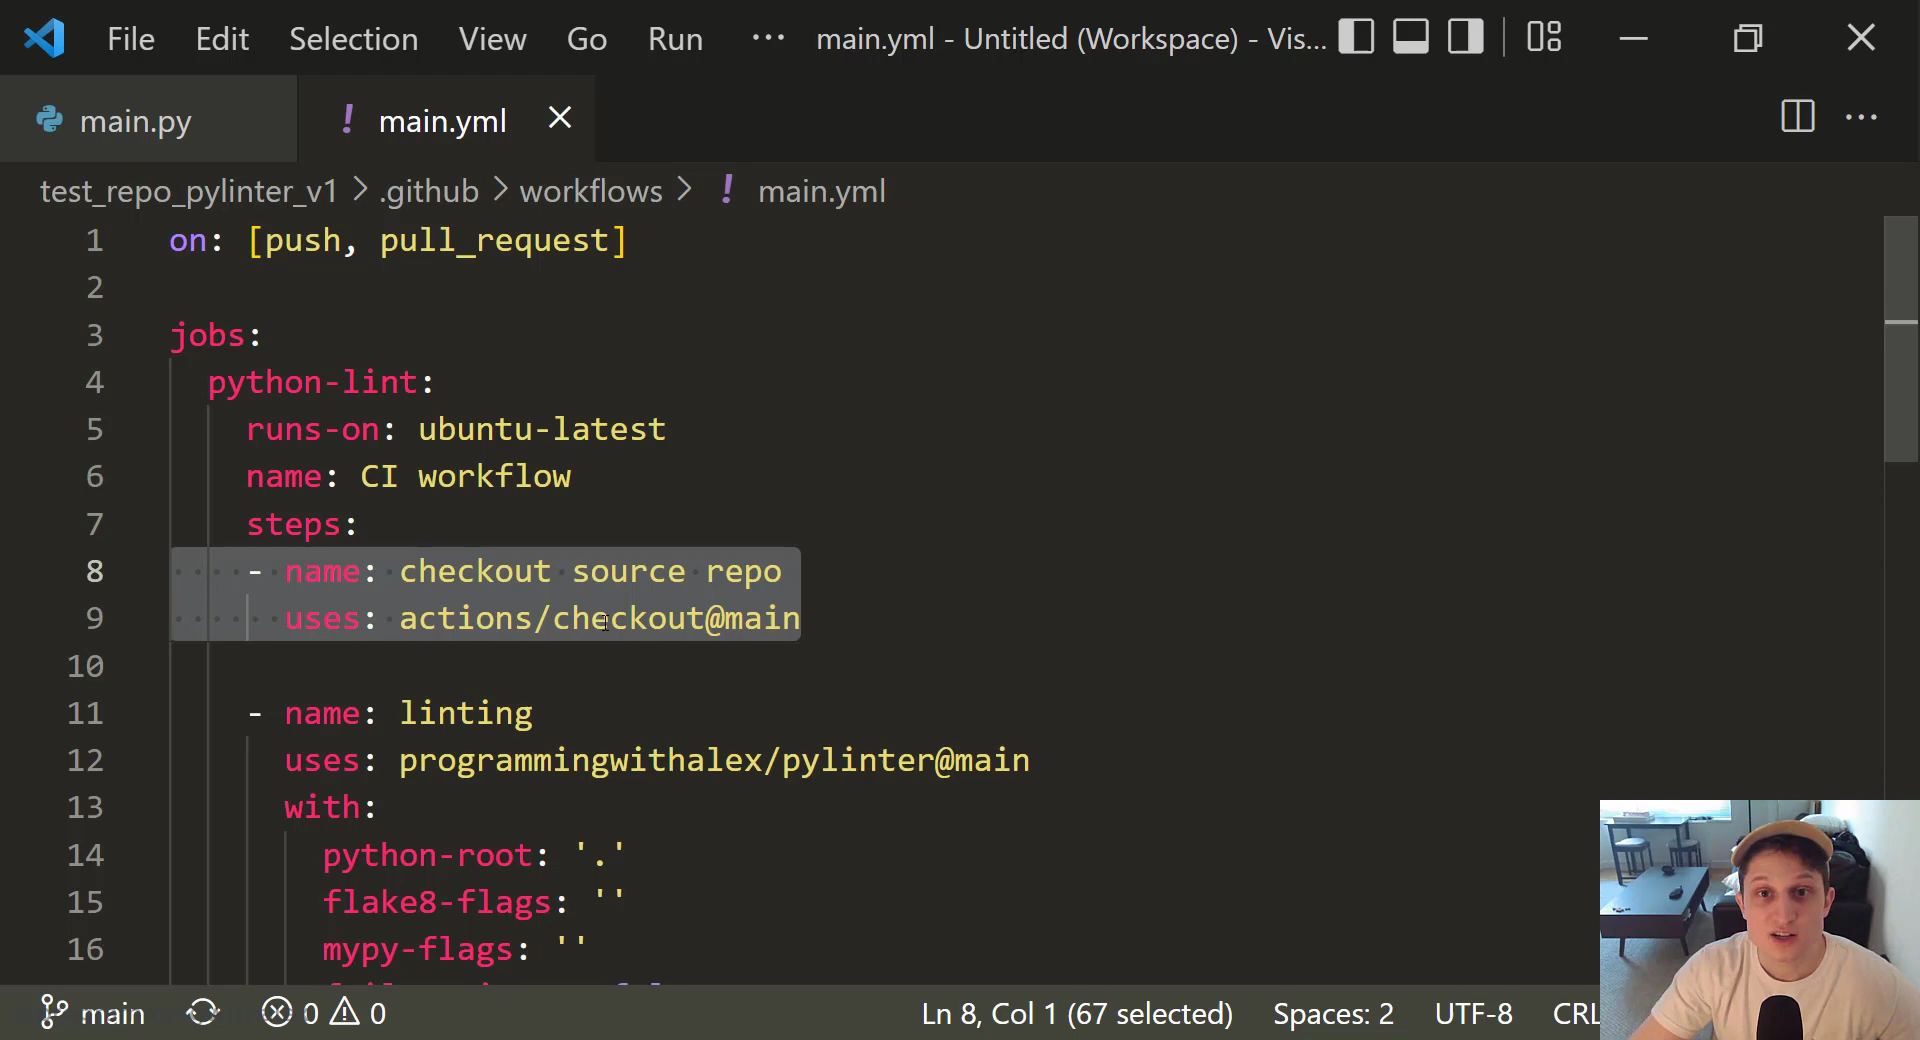 File Edit Selection View Go Run ··· main.yml - Untitled (Workspace) - Vis...
main.py ! main.yml
test_repo_pylinter_v1 > .github > workflows > ! main.yml
1 on: [push, pull_request]
2
3 jobs:
4 python-lint:
5 runs-on: ubuntu-latest
6 name: CI workflow
7 steps:
8 - name: checkout source repo
9 uses: actions/checkout@main
10
11 - name: linting
12 uses: programmingwithalex/pylinter@main
13 with:
14 python-root: '.'
15 flake8-flags: ''
16 mypy-flags: ''
main 0 0 Ln 8, Col 1 (67 selected) Spaces: 2 UTF-8 CRL